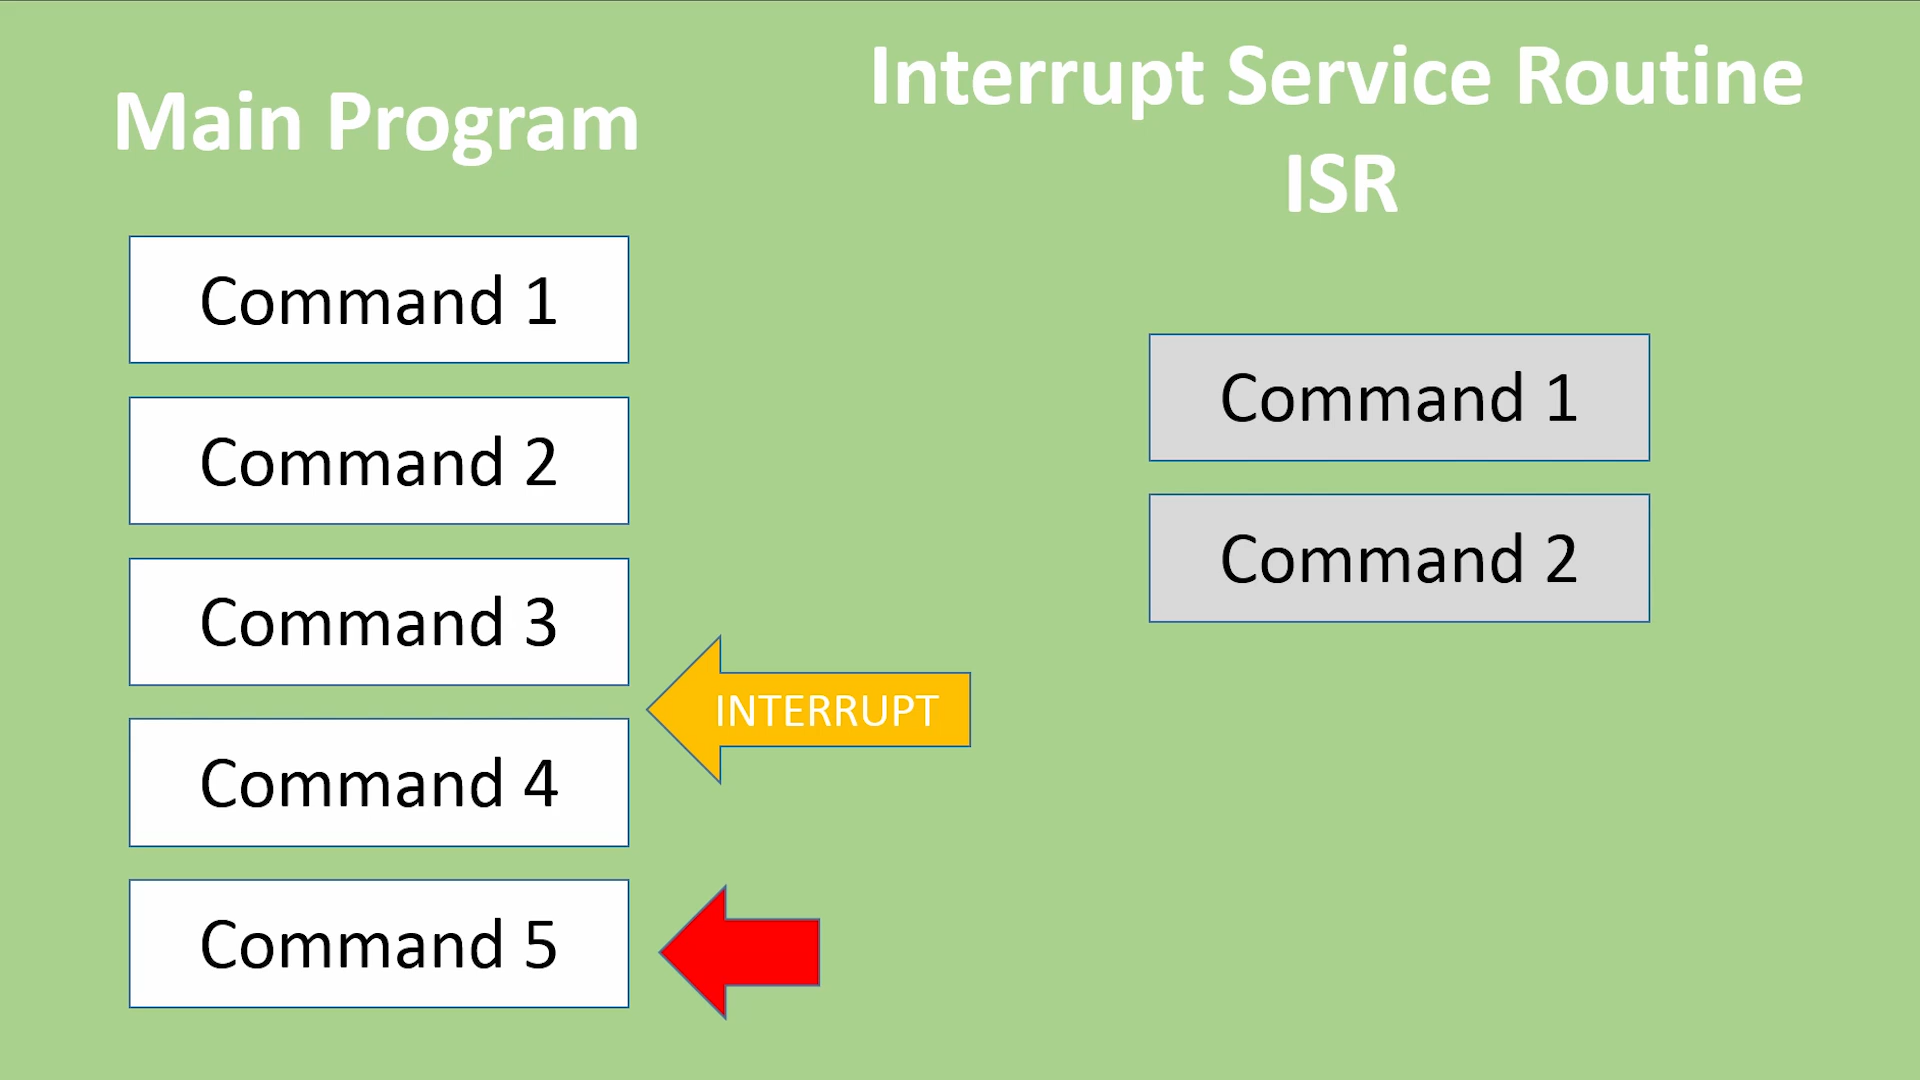 Main Program
Command 1
Command 2
Command 3
Command 4
Command 5
INTERRUPT
Interrupt Service Routine
ISR
Command 1
Command 2